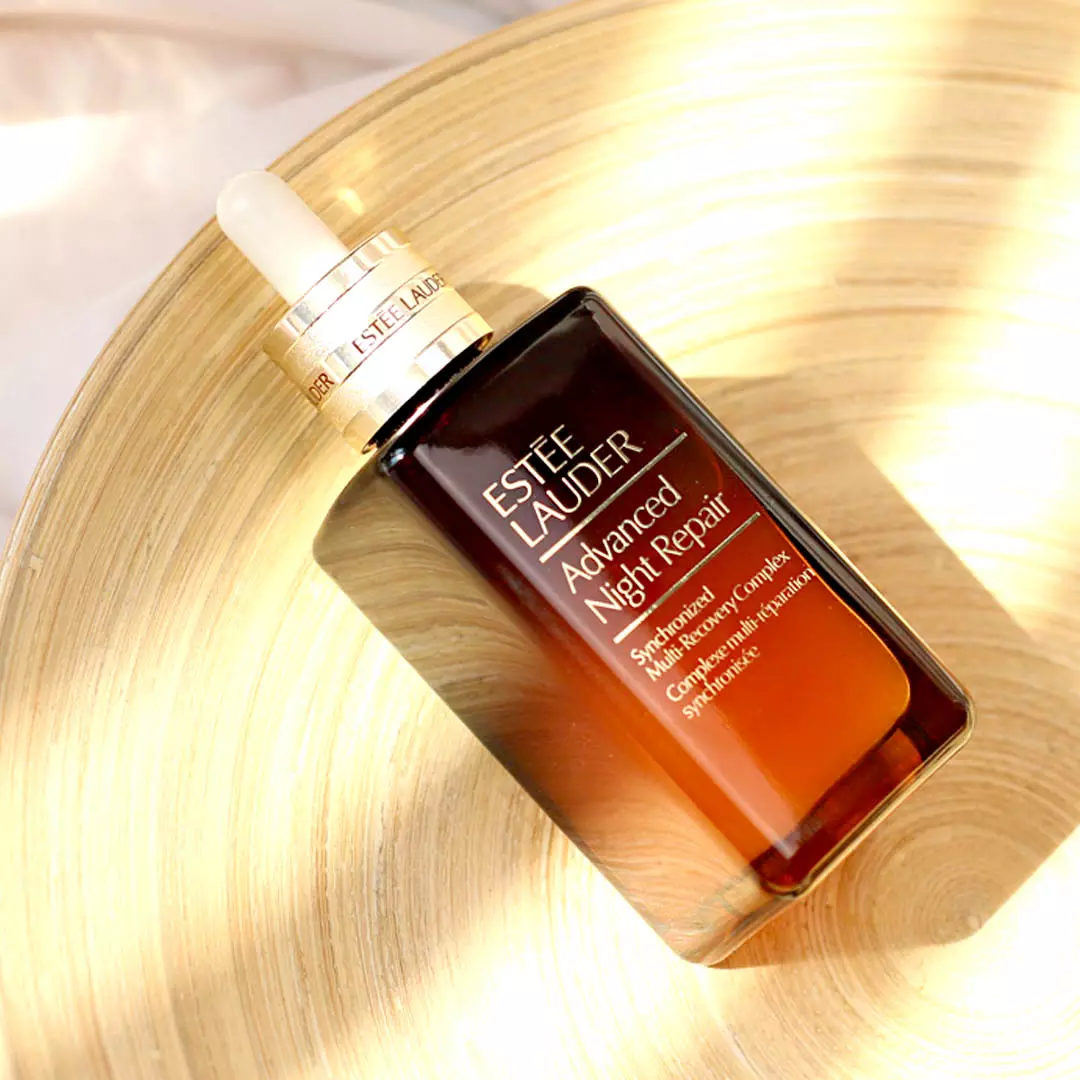 ESTĒE LAUDER
ESTĒE
LAUDER
Advanced
Night Repair
Synchronized
Multi-Recovery Complex
Complexe multi-réparation
synchronisée